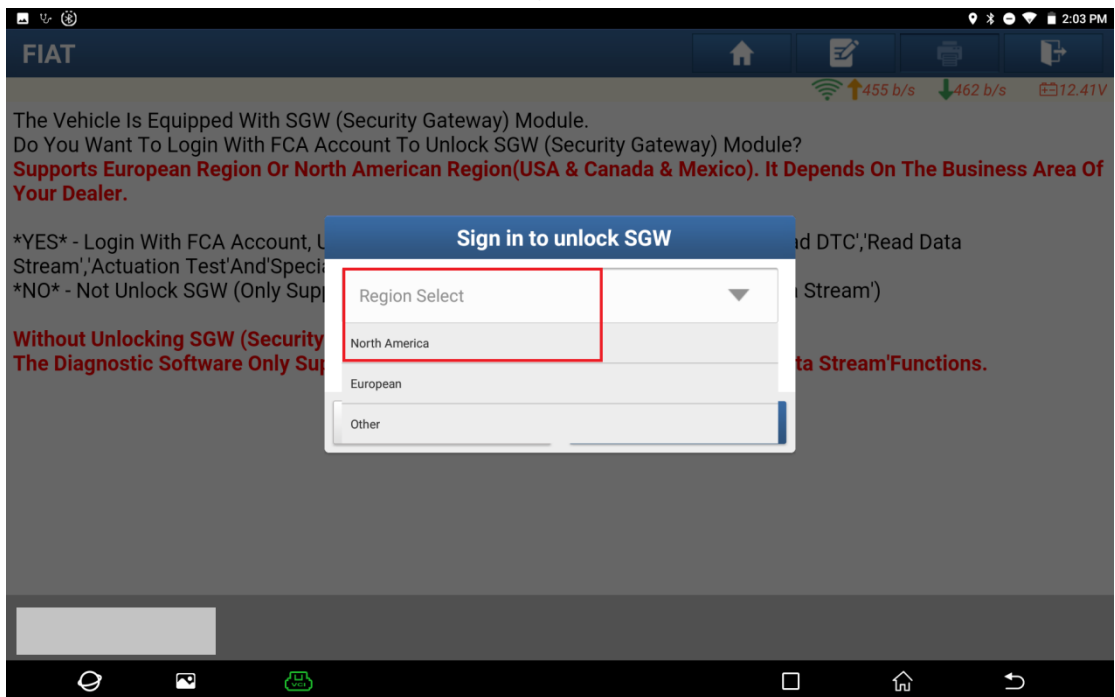 2:03 PM
FIAT
455 b/s 462 b/s 12.41V
The Vehicle Is Equipped With SGW (Security Gateway) Module.
Do You Want To Login With FCA Account To Unlock SGW (Security Gateway) Module?
Supports European Region Or North American Region(USA & Canada & Mexico). It Depends On The Business Area Of
Your Dealer.
*YES* - Login With FCA Account, d DTC','Read Data
Stream','Actuation Test'And'Speci
*NO* - Not Unlock SGW (Only Sup Stream')
Without Unlocking SGW (Security
The Diagnostic Software Only Su ta Stream'Functions.
Sign in to unlock SGW
Region Select
North America
European
Other
VCI